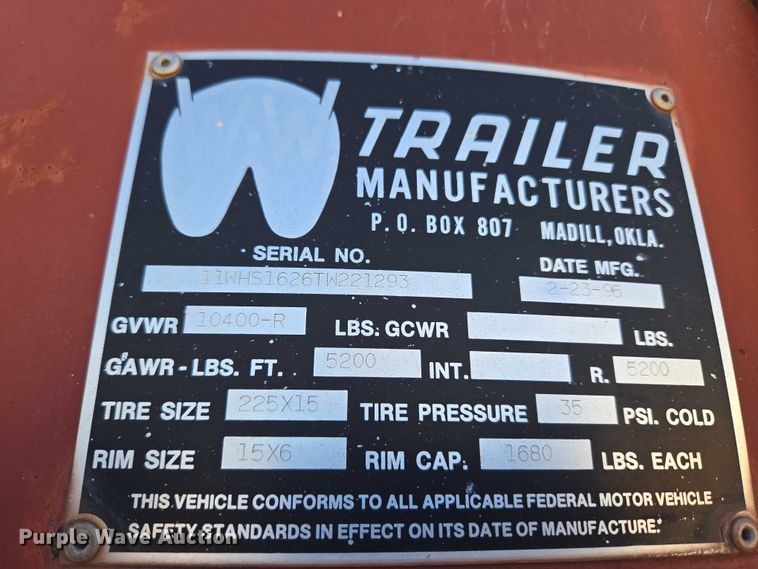 TRAILER
MANUFACTURERS
P. O. BOX 807 MADILL, OKLA.
SERIAL NO. DATE MFG.
11WHS1626TW221293 2-23-96
GVWR 10400-R LBS. GCWR LBS.
GAWR - LBS. FT. 5200 INT. R. 5200
TIRE SIZE 225X15 TIRE PRESSURE 35 PSI. COLD
RIM SIZE 15X6 RIM CAP. 1680 LBS. EACH
THIS VEHICLE CONFORMS TO ALL APPLICABLE FEDERAL MOTOR VEHICLE
SAFETY STANDARDS IN EFFECT ON ITS DATE OF MANUFACTURE.
Purple Wave Auction